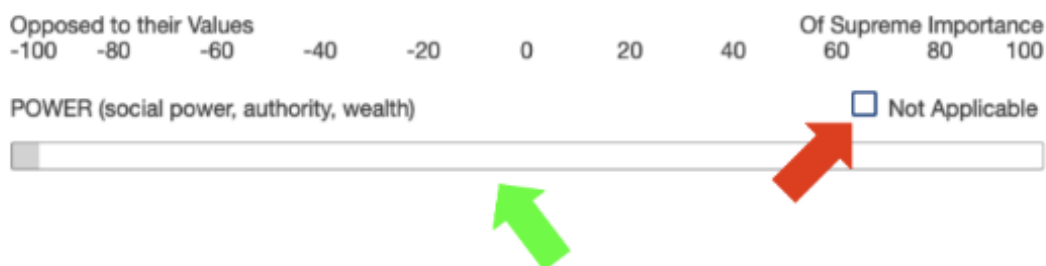 Opposed to their Values Of Supreme Importance
-100 -80 -60 -40 -20 0 20 40 60 80 100
POWER (social power, authority, wealth) Not Applicable